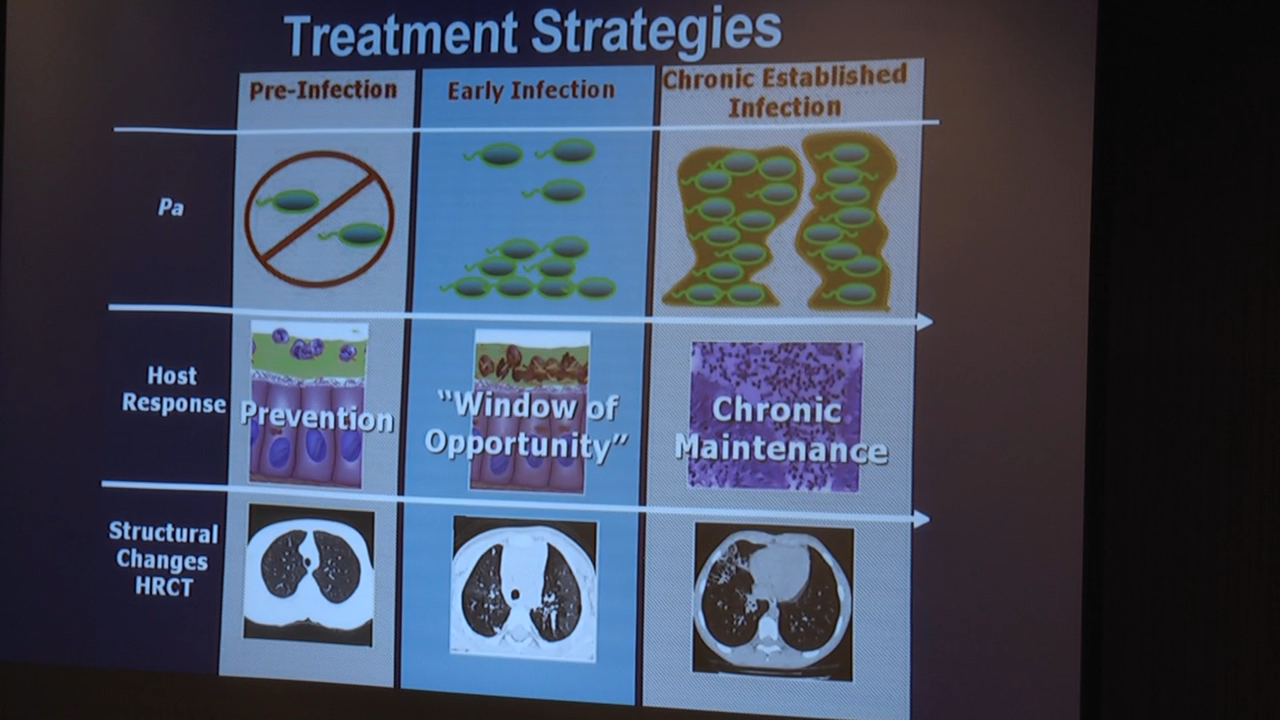 Treatment Strategies
Pre-Infection
Early Infection
Chronic Established
Infection
Pa
Host
Response
Prevention
“Window of
Opportunity”
Chronic
Maintenance
Structural
Changes
HRCT